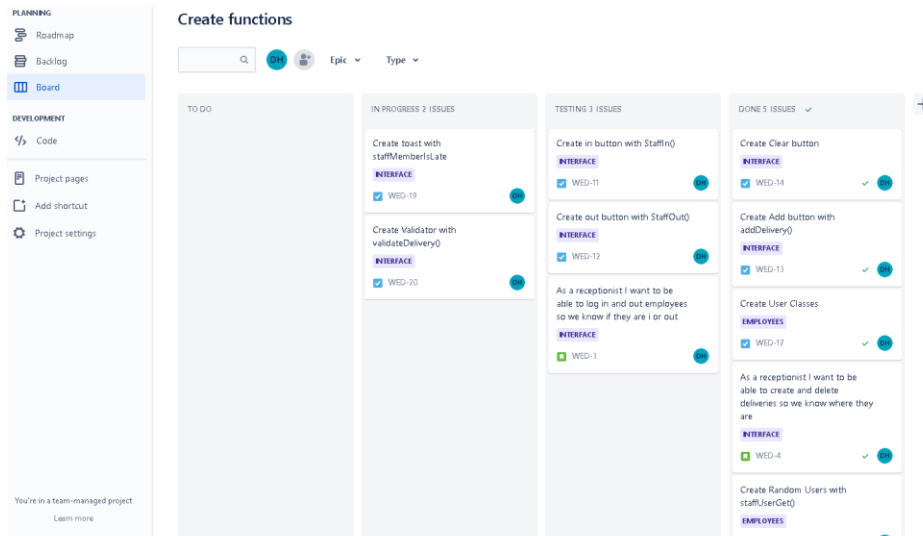 PLANNING
Roadmap
Backlog
Board
DEVELOPMENT
Code
Project pages
Add shortcut
Project settings
You're in a team-managed project
Learn more
Create functions
DH
Epic
Type
TO DO
IN PROGRESS 2 ISSUES
Create toast with
staffMemberIsLate
INTERFACE
WED-19
DH
Create Validator with
validateDelivery()
INTERFACE
WED-20
DH
TESTING 3 ISSUES
Create in button with StaffIn()
INTERFACE
WED-11
DH
Create out button with StaffOut()
INTERFACE
WED-12
DH
As a receptionist I want to be
able to log in and out employees
so we know if they are i or out
INTERFACE
WED-3
DH
DONE 5 ISSUES
Create Clear button
INTERFACE
WED-14
DH
Create Add button with
addDelivery()
INTERFACE
WED-13
DH
Create User Classes
EMPLOYEES
WED-17
DH
As a receptionist I want to be
able to create and delete
deliveries so we know where they
are
INTERFACE
WED-4
DH
Create Random Users with
staffUserGet()
EMPLOYEES